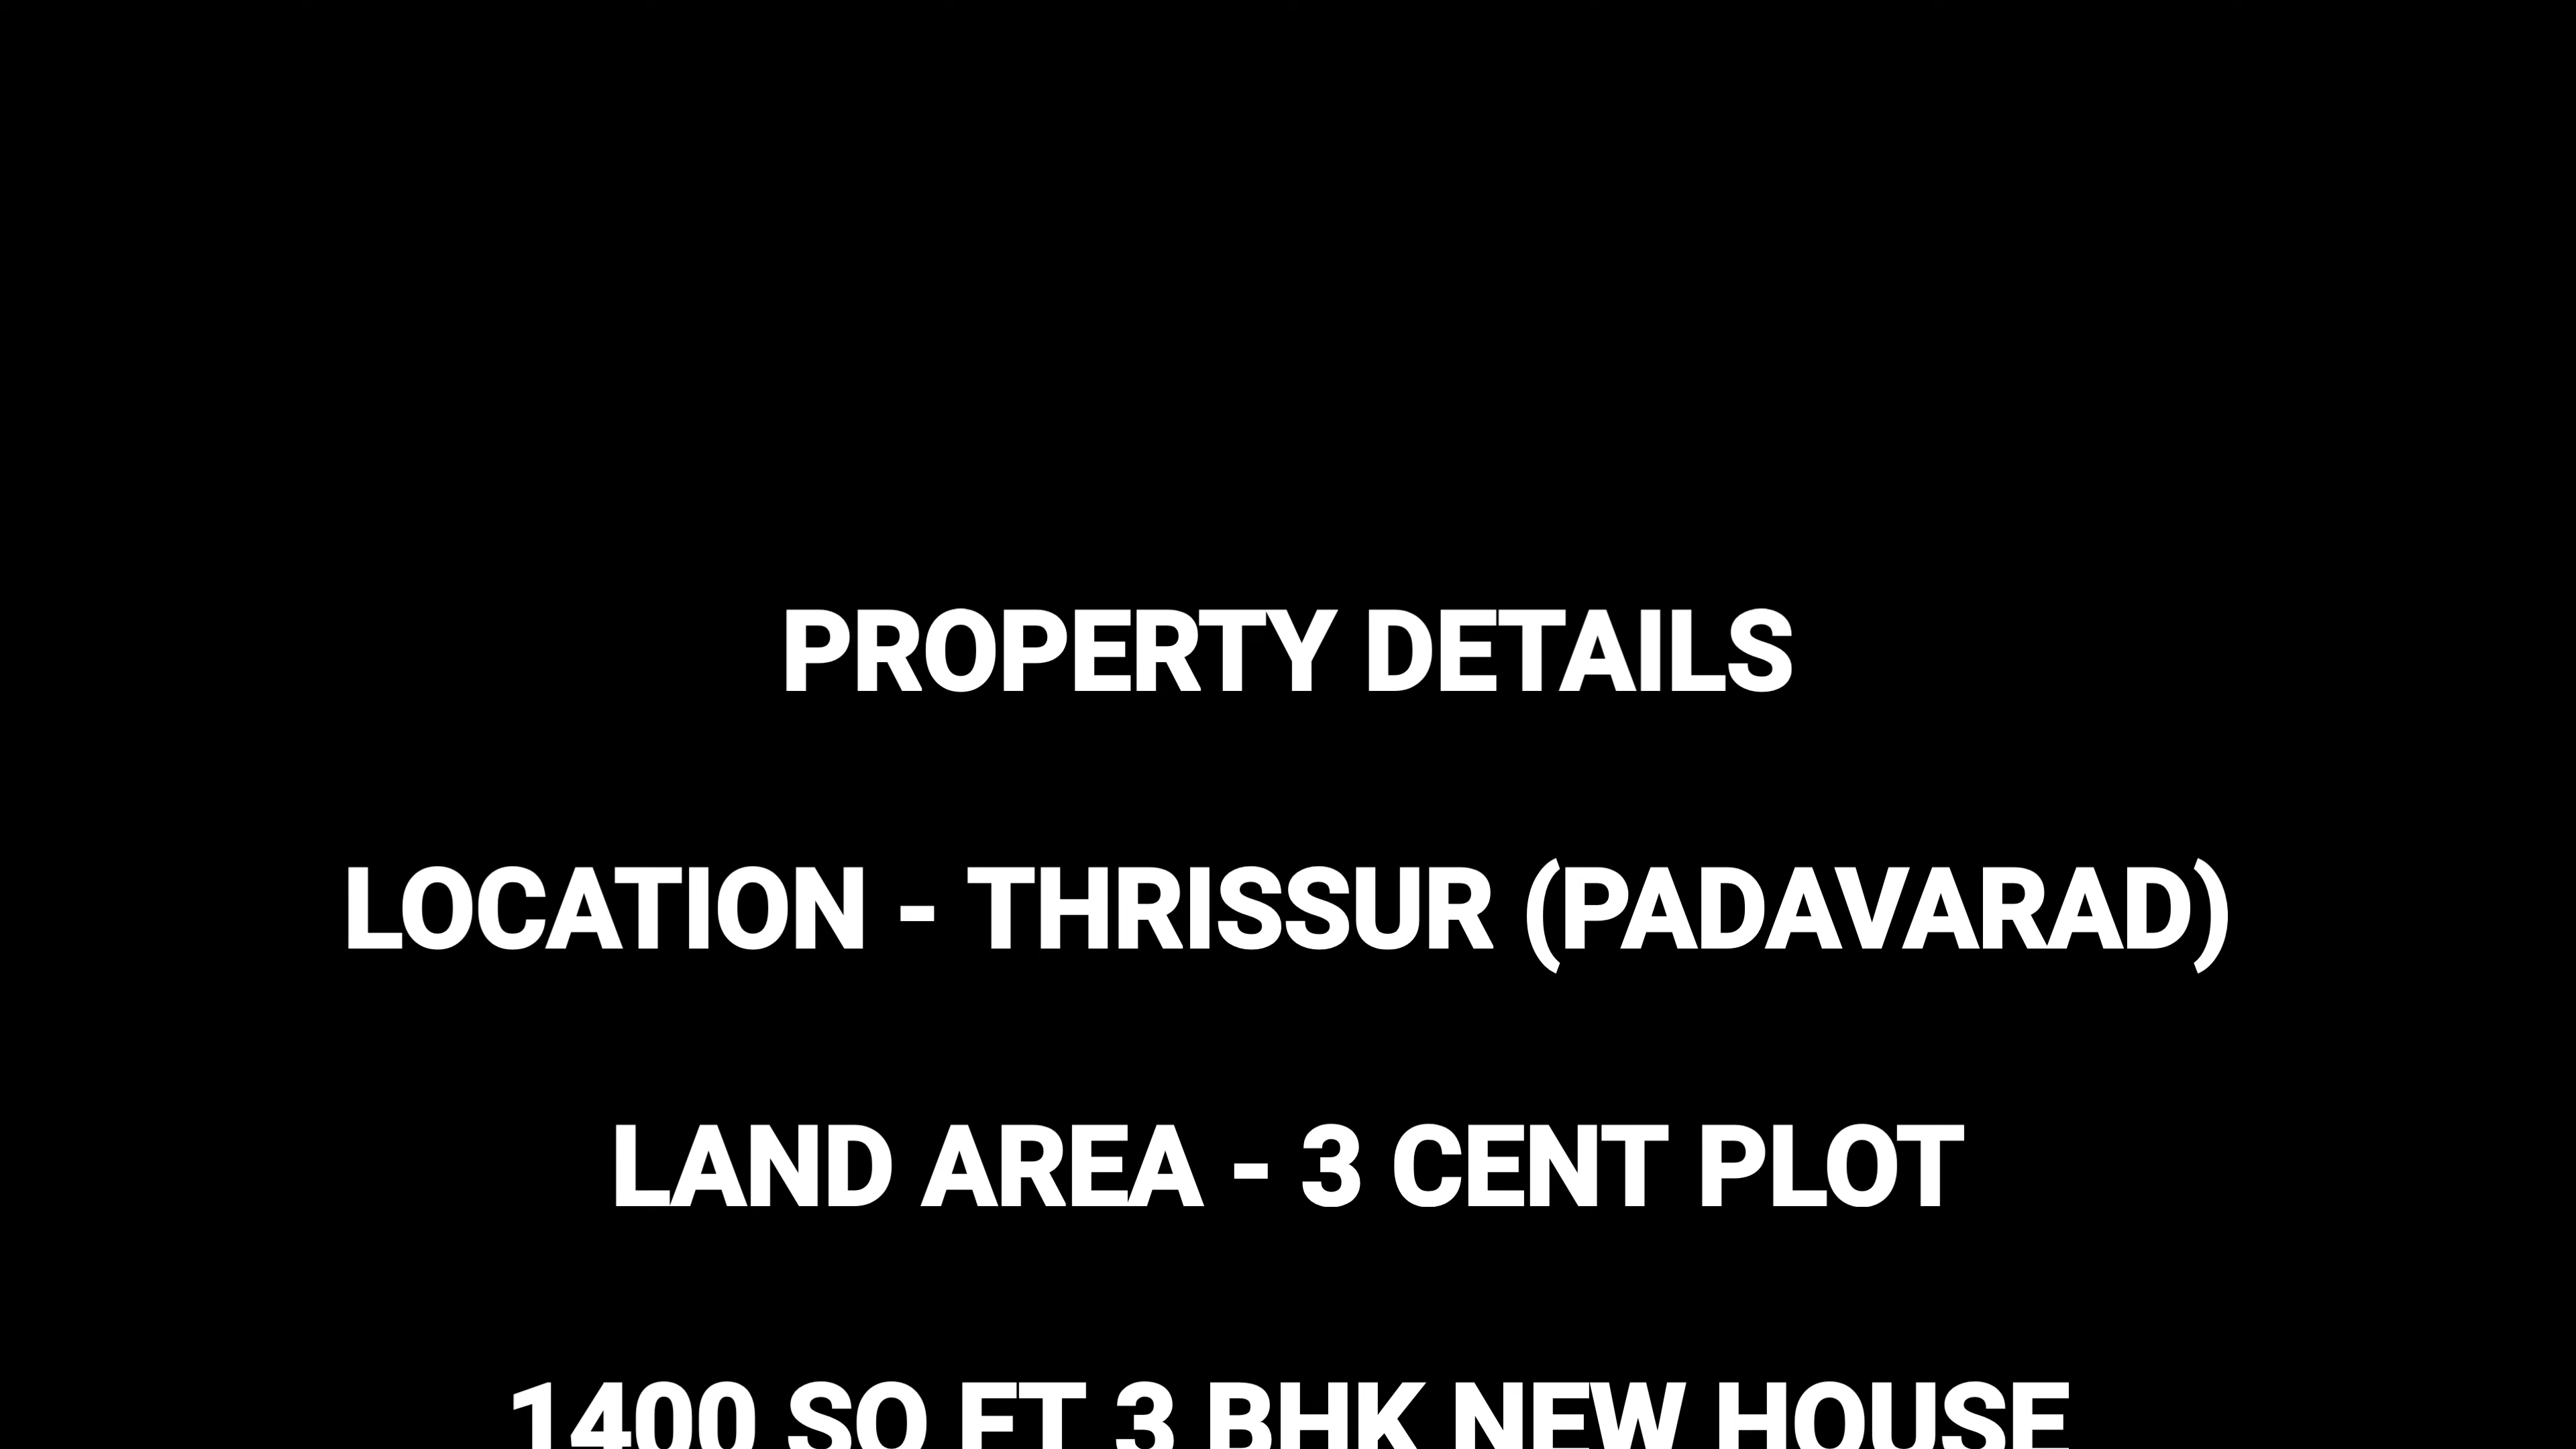 PROPERTY DETAILS
LOCATION - THRISSUR (PADAVARAD)
LAND AREA - 3 CENT PLOT
1400 SQ FT 3 BHK NEW HOUSE